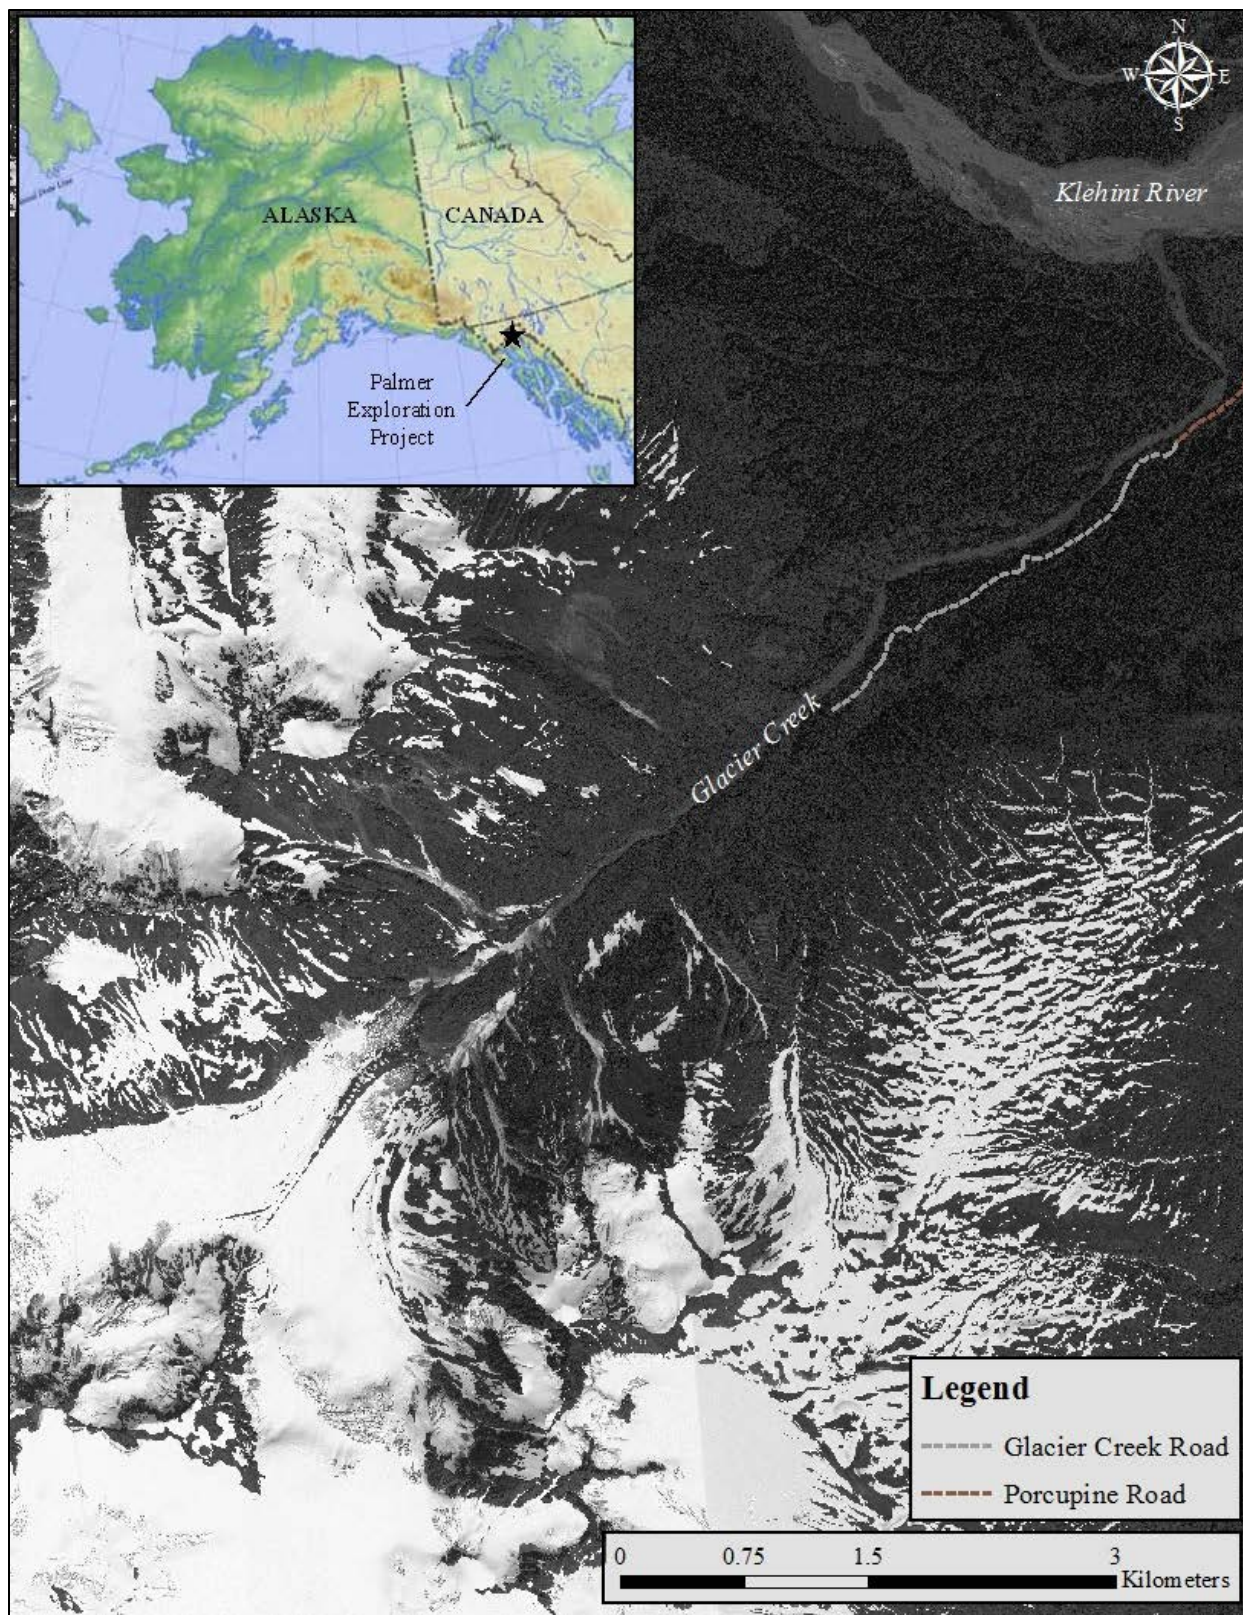 N
W E
S
Klehini River
ALASKA
CANADA
Palmer
Exploration
Project
Glacier Creek
Legend
Glacier Creek Road
Porcupine Road
0 0.75 1.5 3
Kilometers